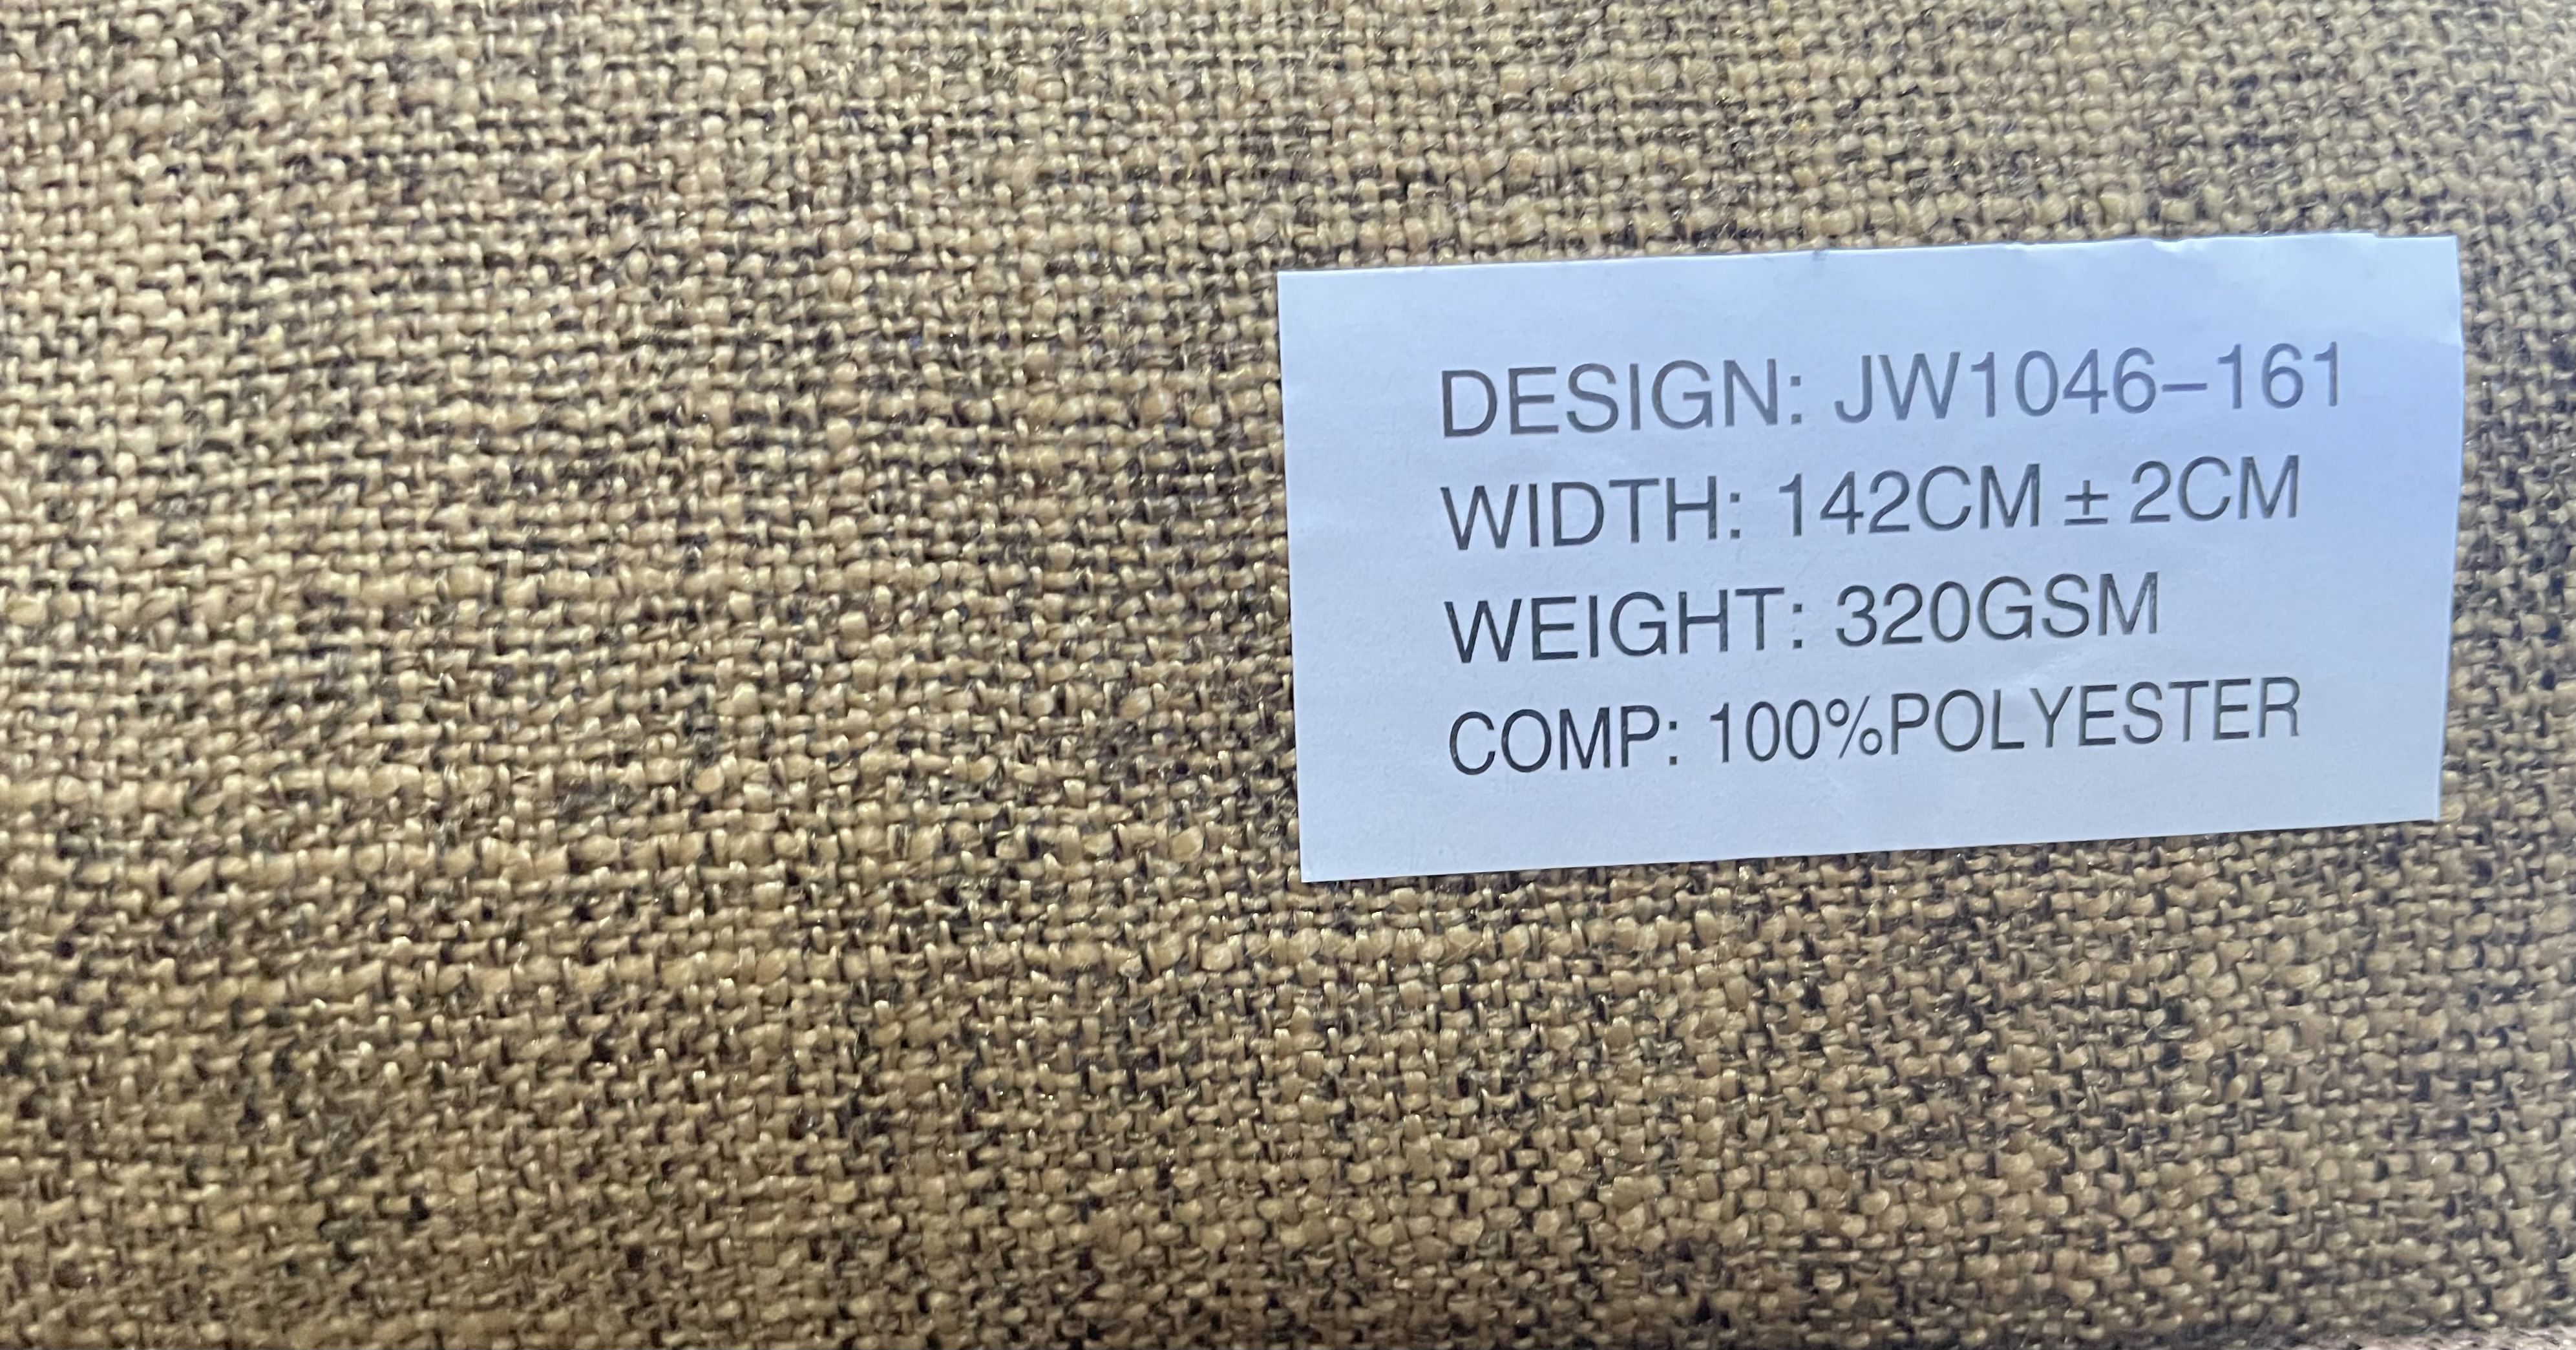 DESIGN: JW1046-161
WIDTH: 142CM ± 2CM
WEIGHT: 320GSM
COMP: 100%POLYESTER